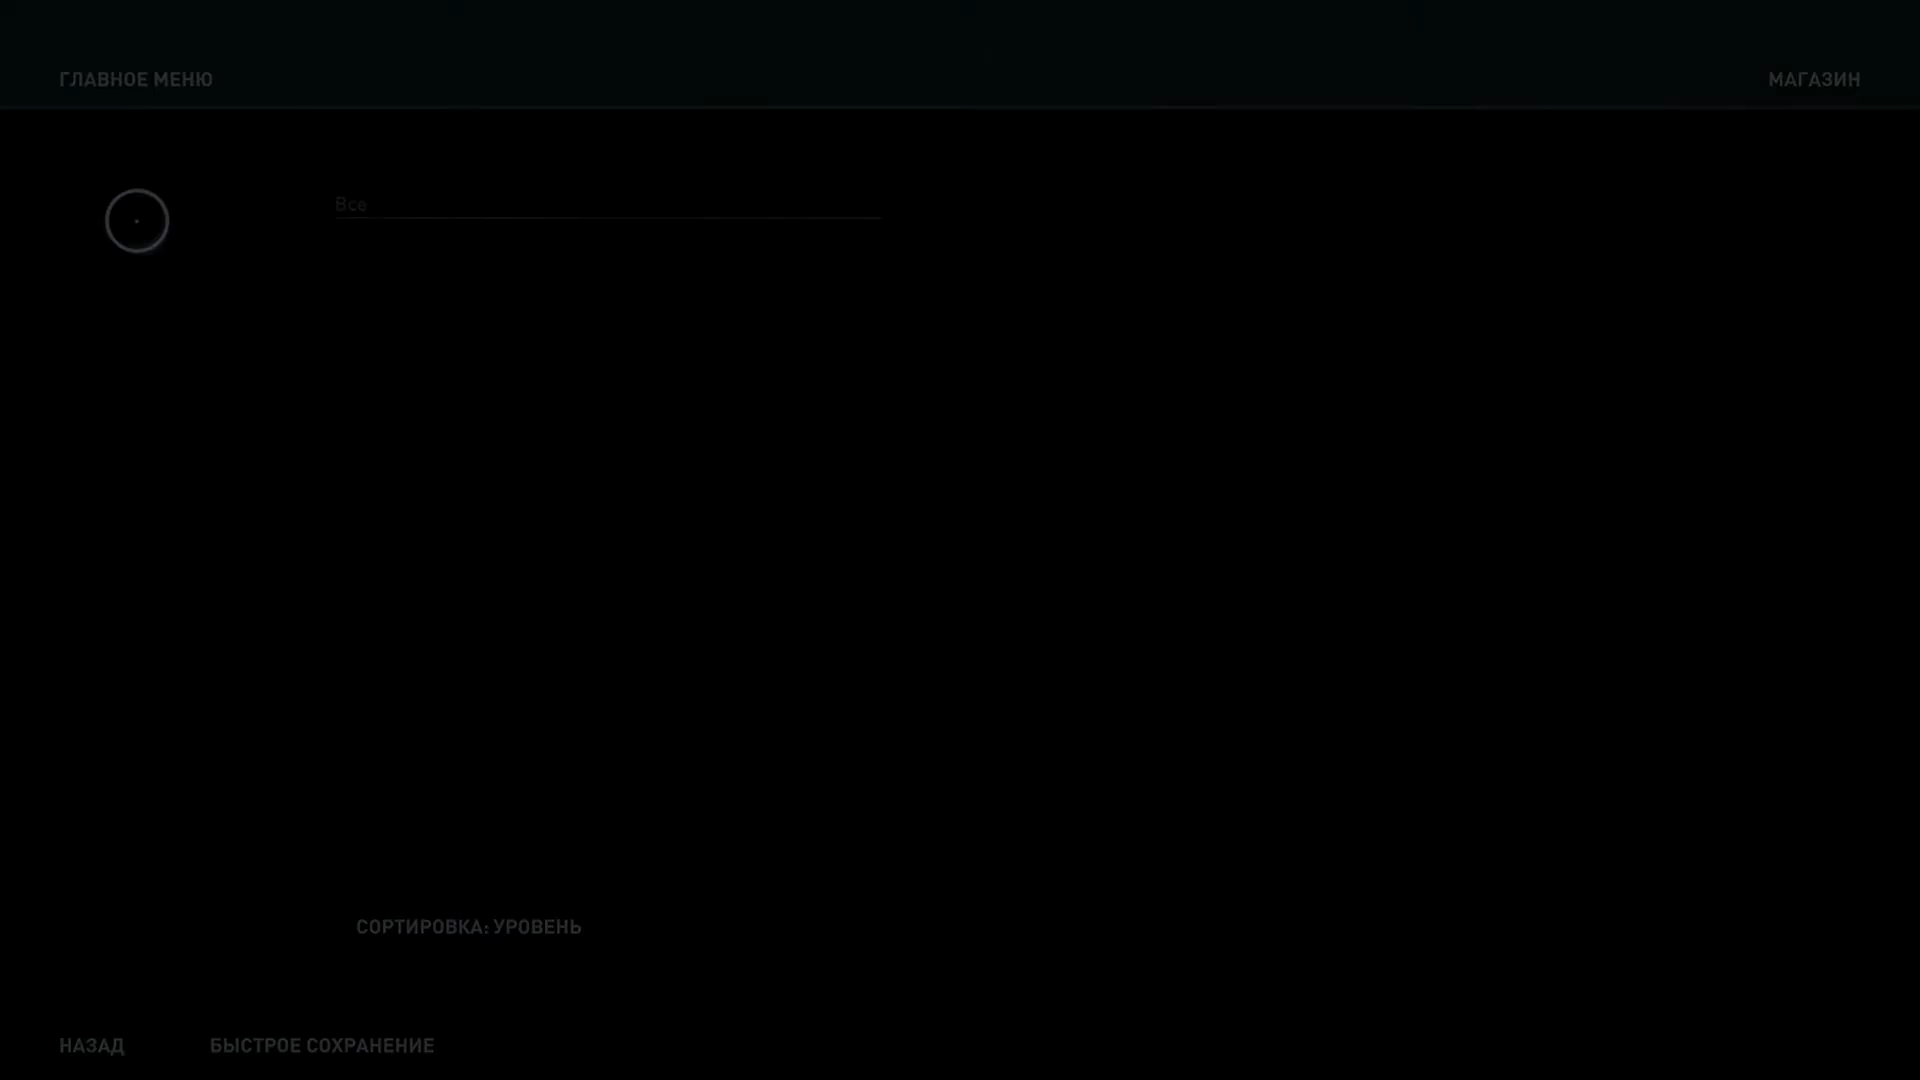 ГЛАВНОЕ МЕНЮ
МАГАЗИН
Все
СОРТИРОВКА: УРОВЕНЬ
НАЗАД
БЫСТРОЕ СОХРАНЕНИЕ